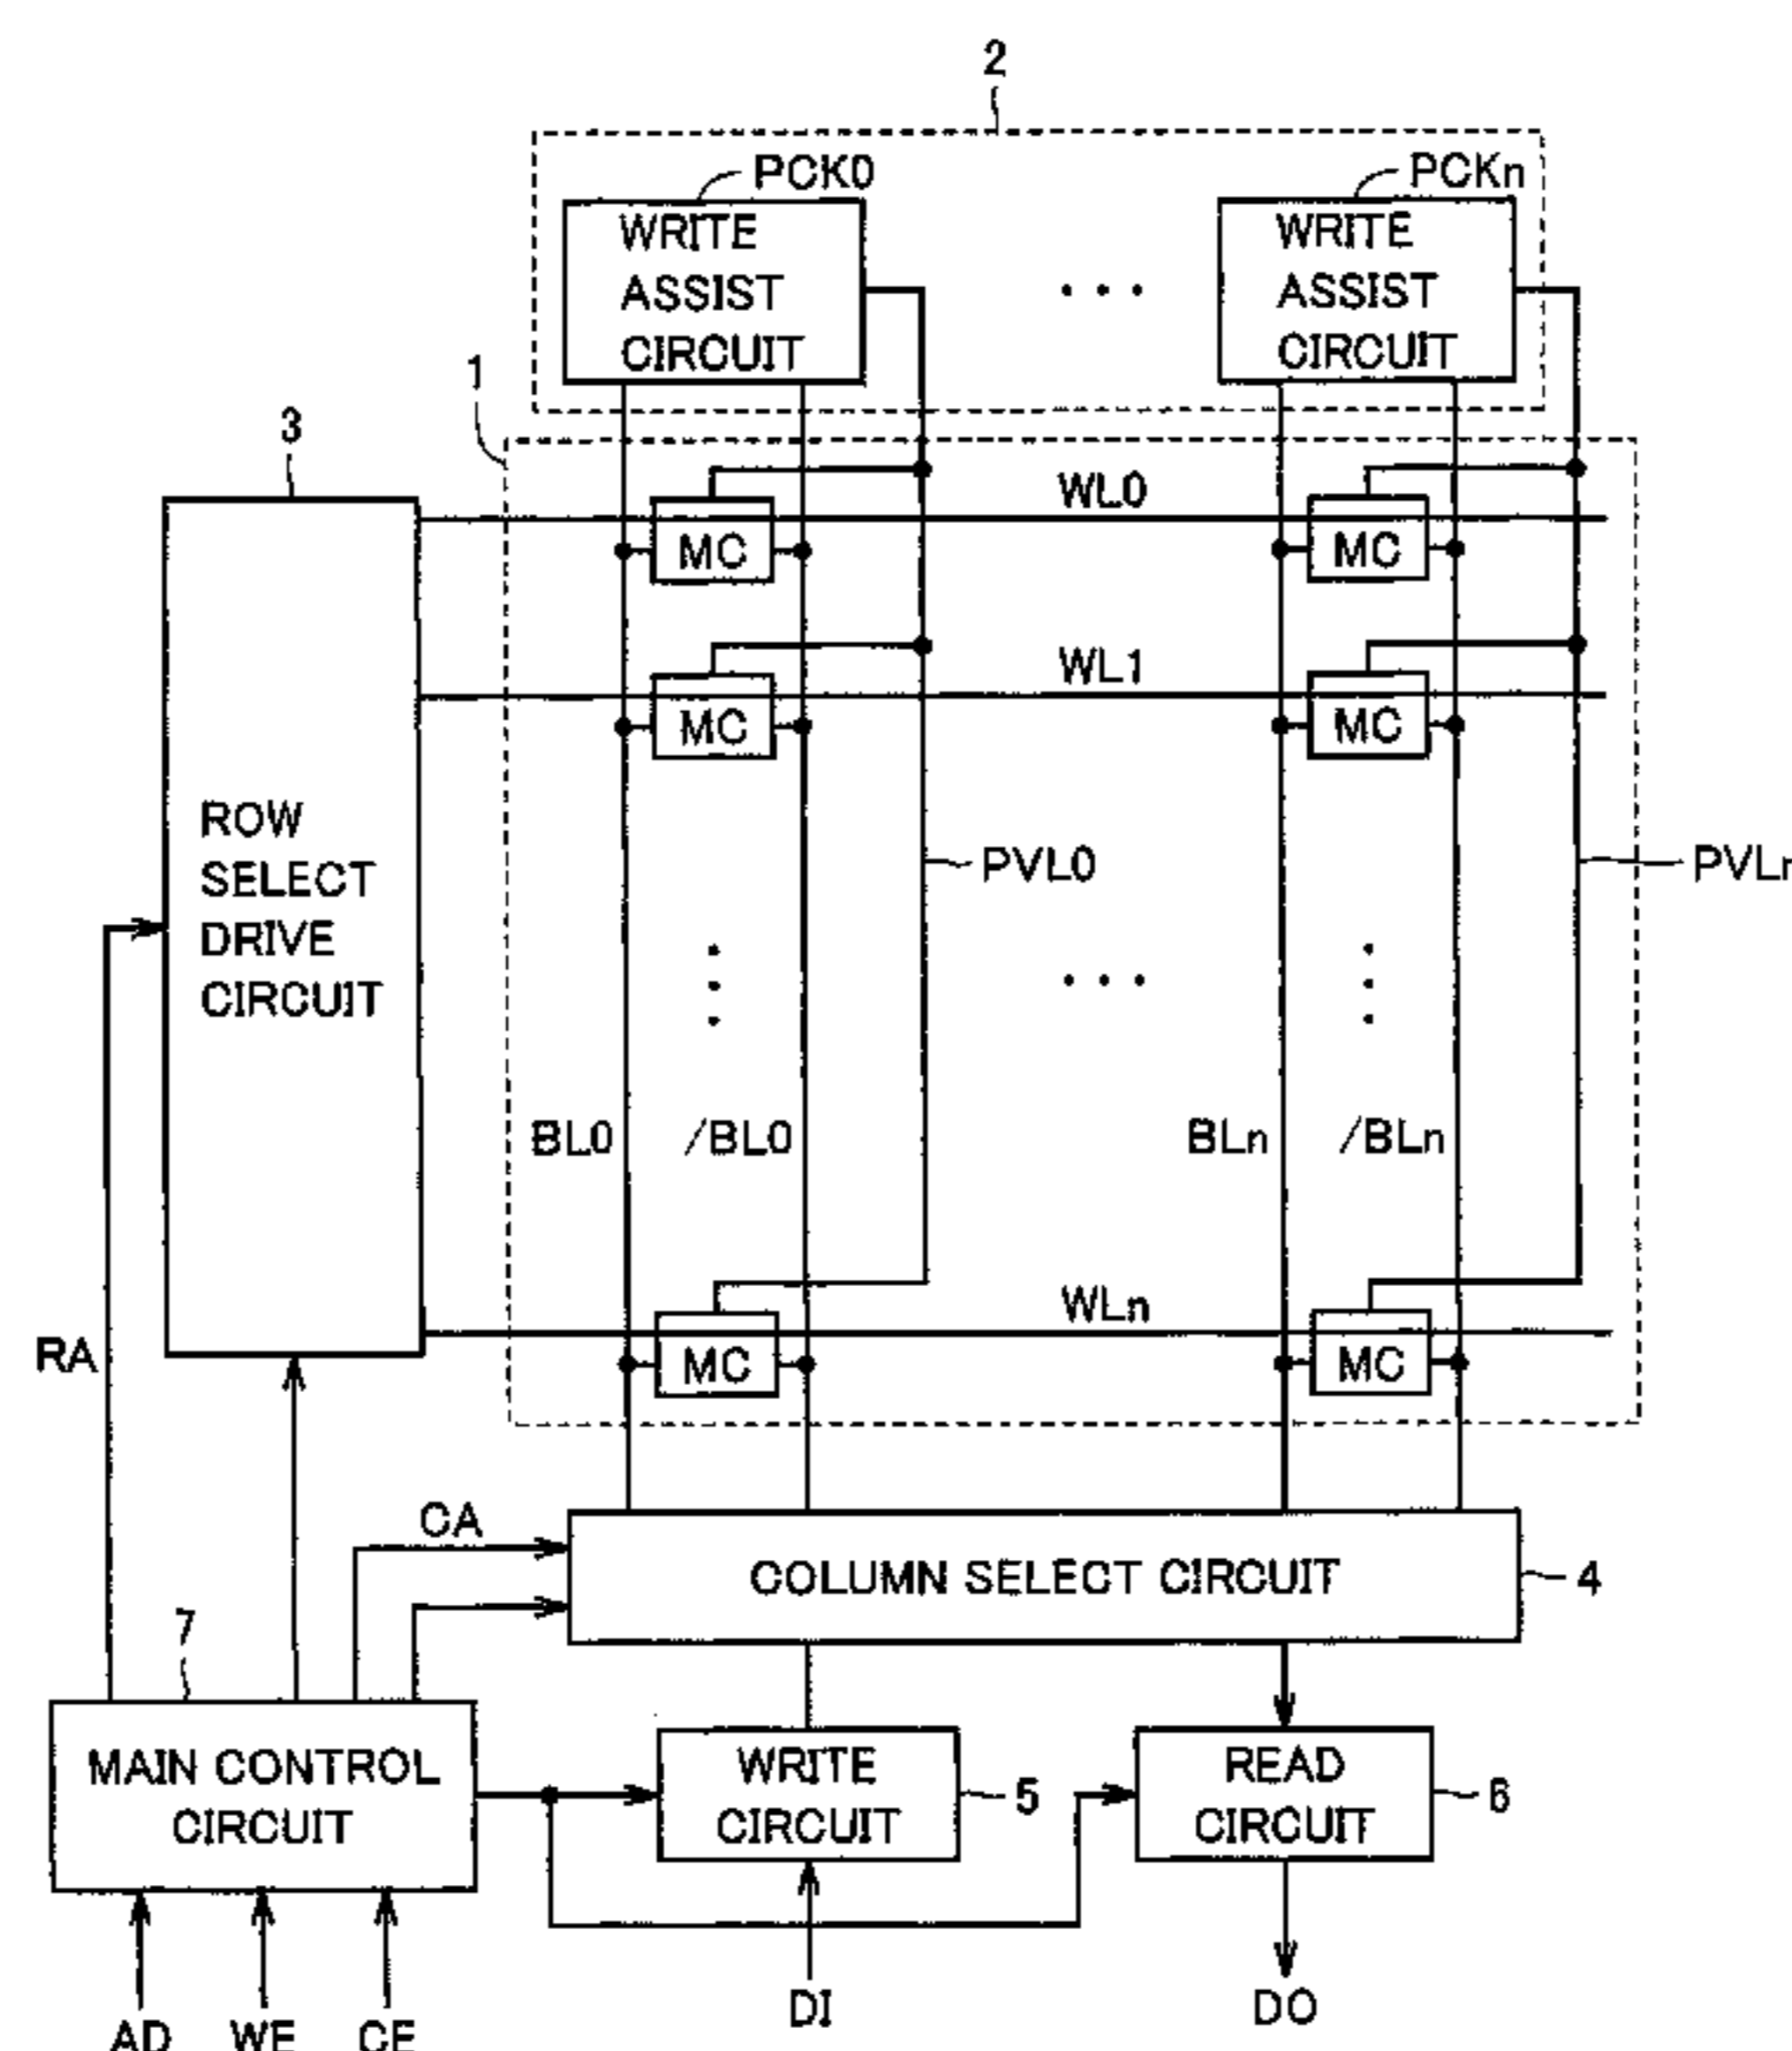 2
PCK0
PCKn
WRITE
ASSIST
CIRCUIT
. . .
WRITE
ASSIST
CIRCUIT
1
3
WL0
MC
MC
WL1
MC
MC
ROW
SELECT
DRIVE
CIRCUIT
PVL0
PVLn
. . .
BL0
/BL0
BLn
/BLn
WLn
MC
MC
RA
CA
COLUMN SELECT CIRCUIT
4
7
MAIN CONTROL
CIRCUIT
WRITE
CIRCUIT
5
READ
CIRCUIT
6
AD
WE
CE
DI
DO